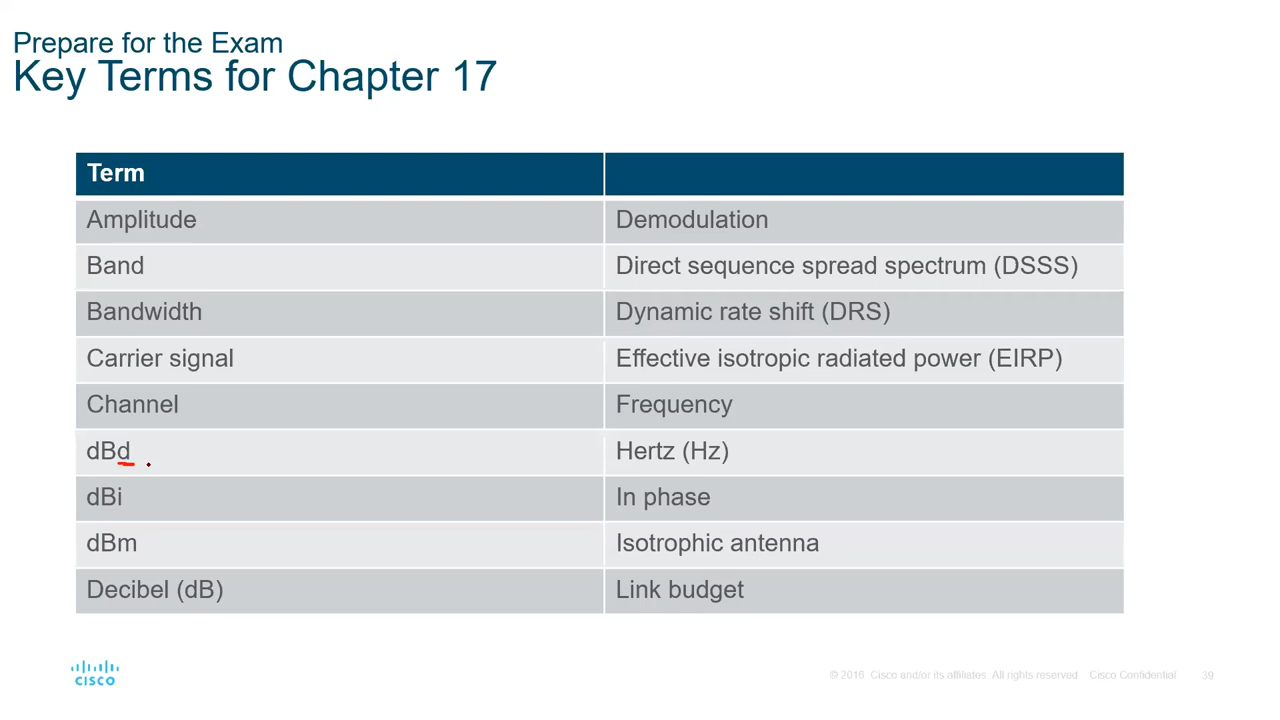 Prepare for the Exam
Key Terms for Chapter 17
Term
Amplitude Demodulation
Band Direct sequence spread spectrum (DSSS)
Bandwidth Dynamic rate shift (DRS)
Carrier signal Effective isotropic radiated power (EIRP)
Channel Frequency
dBd Hertz (Hz)
dBi In phase
dBm Isotrophic antenna
Decibel (dB) Link budget
CISCO
© 2016 Cisco and/or its affiliates. All rights reserved. Cisco Confidential 39